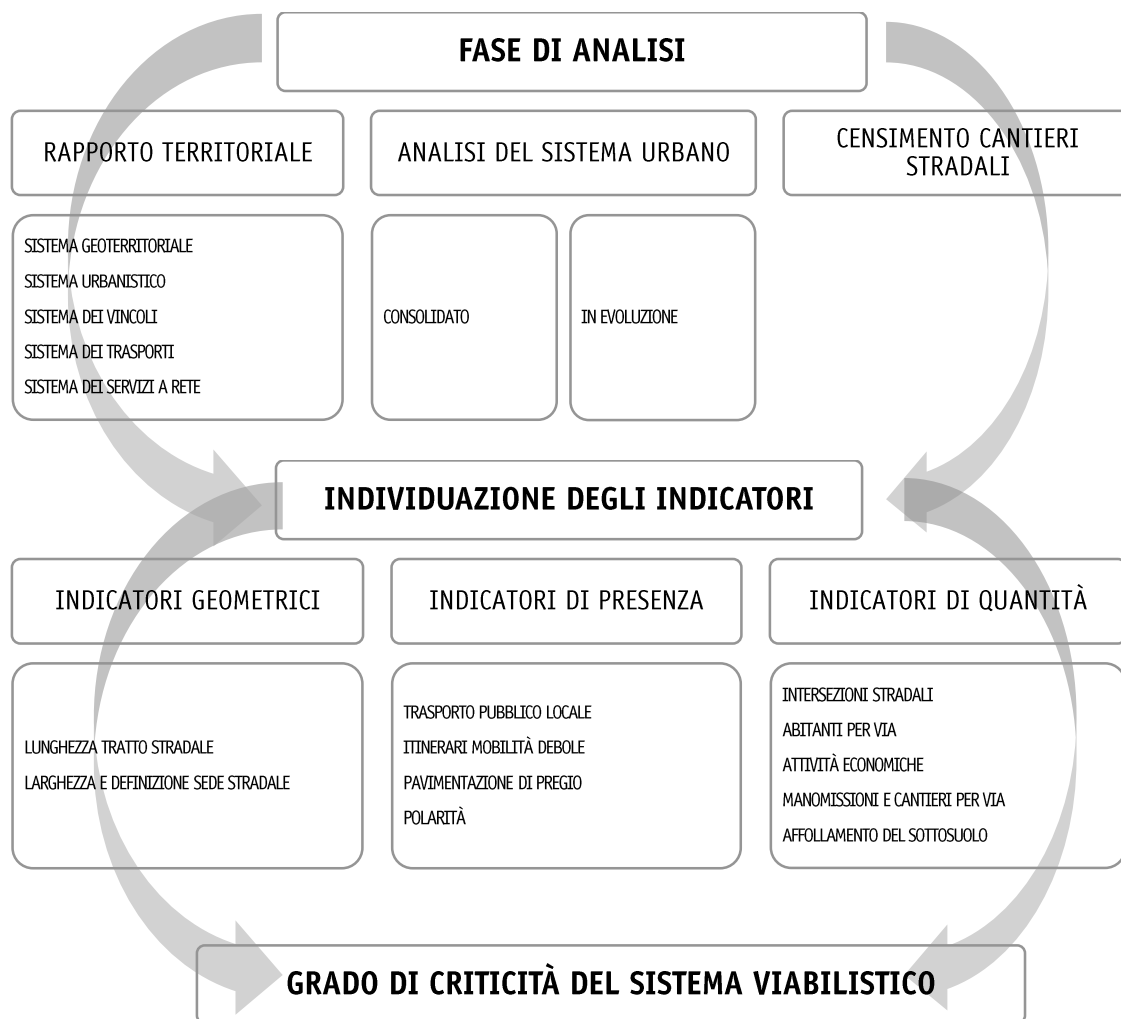 FASE DI ANALISI
RAPPORTO TERRITORIALE
ANALISI DEL SISTEMA URBANO
CENSIMENTO CANTIERI
STRADALI
SISTEMA GEOTERRITORIALE
SISTEMA URBANISTICO
SISTEMA DEI VINCOLI
SISTEMA DEI TRASPORTI
SISTEMA DEI SERVIZI A RETE
CONSOLIDATO
IN EVOLUZIONE
INDIVIDUAZIONE DEGLI INDICATORI
INDICATORI GEOMETRICI
INDICATORI DI PRESENZA
INDICATORI DI QUANTITÀ
LUNGHEZZA TRATTO STRADALE
LARGHEZZA E DEFINIZIONE SEDE STRADALE
TRASPORTO PUBBLICO LOCALE
ITINERARI MOBILITÀ DEBOLE
PAVIMENTAZIONE DI PREGIO
POLARITÀ
INTERSEZIONI STRADALI
ABITANTI PER VIA
ATTIVITÀ ECONOMICHE
MANOMISSIONI E CANTIERI PER VIA
AFFOLLAMENTO DEL SOTTOSUOLO
GRADO DI CRITICITÀ DEL SISTEMA VIABILISTICO